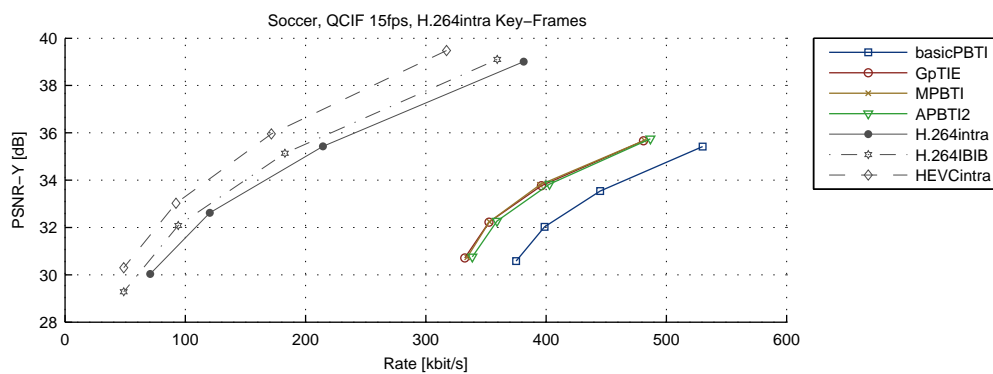 Soccer, QCIF 15fps, H.264intra Key−Frames
PSNR−Y [dB]
40
38
36
34
32
30
28
0 100 200 300 400 500 600
Rate [kbit/s]
basicPBTI
GpTIE
MPBTI
APBTI2
H.264intra
H.264IBIB
HEVCintra